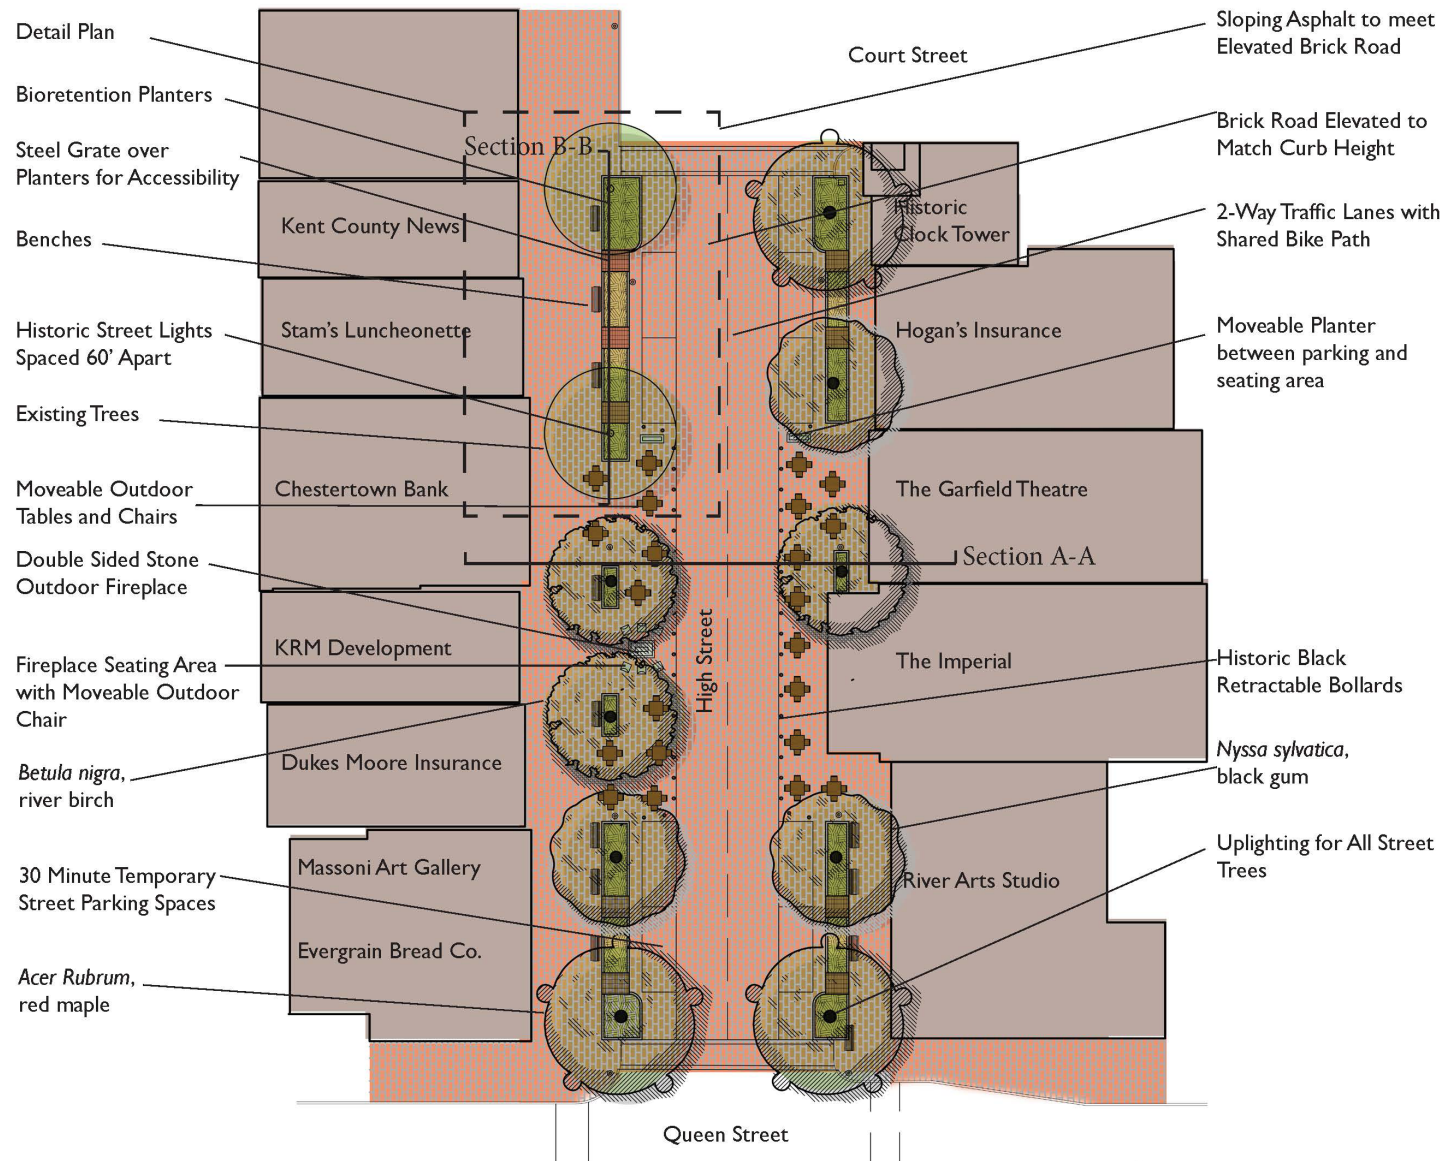 Detail Plan
Bioretention Planters
Steel Grate over
Planters for Accessibility
Benches
Historic Street Lights
Spaced 60' Apart
Existing Trees
Moveable Outdoor
Tables and Chairs
Double Sided Stone
Outdoor Fireplace
Fireplace Seating Area
with Moveable Outdoor
Chair
Betula nigra,
river birch
30 Minute Temporary
Street Parking Spaces
Acer Rubrum,
red maple
Section B-B
Kent County News
Stam's Luncheonette
Chestertown Bank
KRM Development
Dukes Moore Insurance
Massoni Art Gallery
Evergrain Bread Co.
Court Street
High Street
Queen Street
Historic
Clock Tower
Hogan's Insurance
The Garfield Theatre
Section A-A
The Imperial
River Arts Studio
Sloping Asphalt to meet
Elevated Brick Road
Brick Road Elevated to
Match Curb Height
2-Way Traffic Lanes with
Shared Bike Path
Moveable Planter
between parking and
seating area
Historic Black
Retractable Bollards
Nyssa sylvatica,
black gum
Uplighting for All Street
Trees